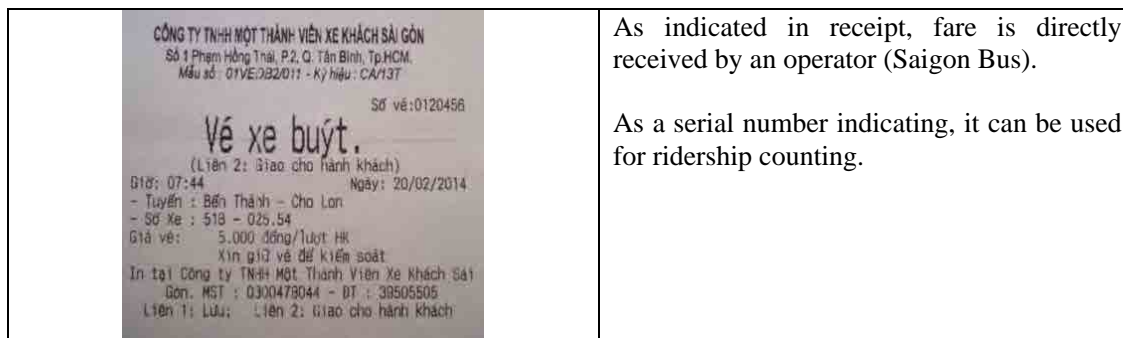 CÔNG TY TNHH MỘT THÀNH VIÊN XE KHÁCH SÀI GÒN
Số 1 Phạm Hồng Thái, P.2, Q. Tân Bình, Tp.HCM.
Mẫu số : 01VEDB2/011 - Ký hiệu : CA/13T
Số vé:0120456
Vé xe buýt.
(Liên 2: Giao cho hành khách)
Giờ: 07:44 Ngày: 20/02/2014
- Tuyến : Bến Thành - Cho Lon
- Số Xe : 51B - 025.54
Giá vé: 5.000 đồng/lượt HK
Xin giữ vé để kiểm soát
In tại Công ty TNHH Một Thành Viên Xe Khách Sài
Gòn. MST : 0300478044 - ĐT : 39505505
Liên 1: Lưu; Liên 2: Giao cho hành khách
As indicated in receipt, fare is directly
received by an operator (Saigon Bus).
As a serial number indicating, it can be used
for ridership counting.